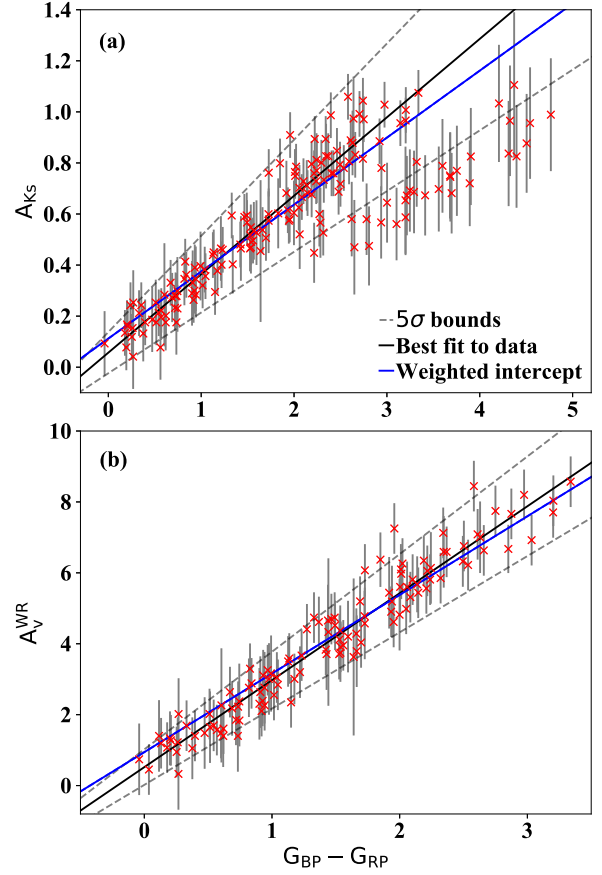 (a)
1.4
1.2
1.0
0.8
0.6
0.4
0.2
0.0
A_Ks
5σ bounds
Best fit to data
Weighted intercept
0 1 2 3 4 5
(b)
10
8
6
4
2
0
A_v^WR
0 1 2 3
G_BP − G_RP